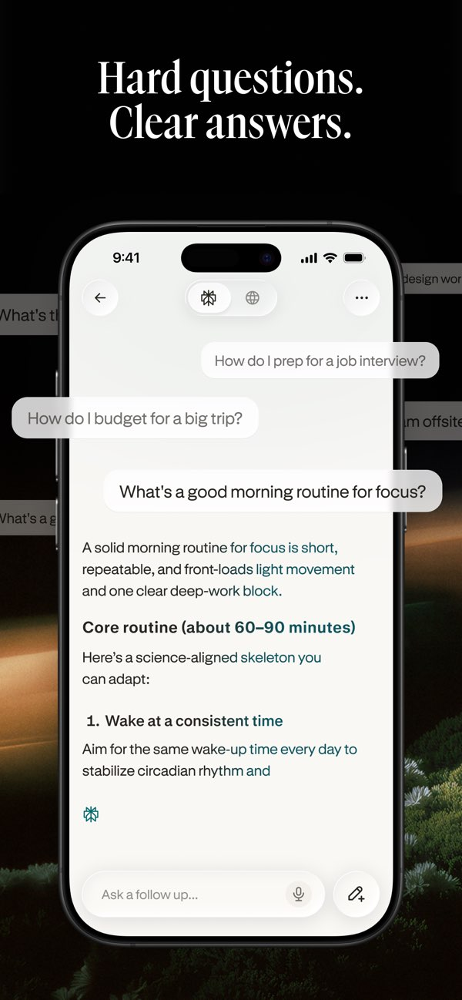 Hard questions.
Clear answers.
9:41
design wor
What's th
How do I prep for a job interview?
How do I budget for a big trip?
am offsite
What's a good morning routine for focus?
What's a g
A solid morning routine for focus is short,
repeatable, and front-loads light movement
and one clear deep-work block.
Core routine (about 60–90 minutes)
Here's a science-aligned skeleton you
can adapt:
1. Wake at a consistent time
Aim for the same wake-up time every day to
stabilize circadian rhythm and
Ask a follow up...